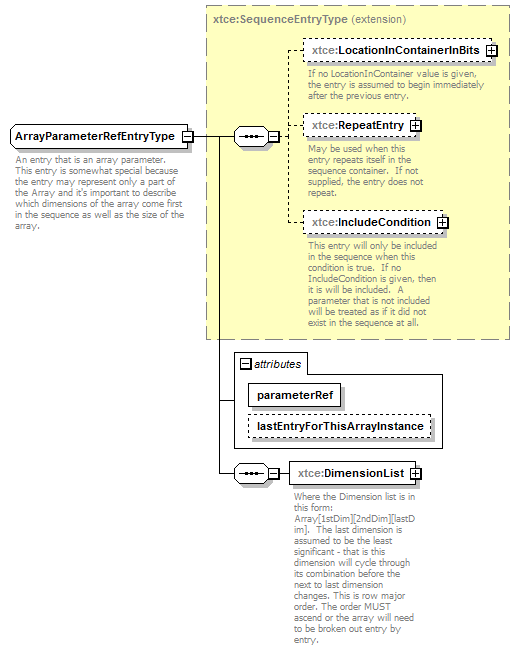 xtce:SequenceEntryType (extension)
xtce:LocationInContainerInBits
If no LocationInContainer value is given,
the entry is assumed to begin immediately
after the previous entry.
ArrayParameterRefEntryType
An entry that is an array parameter.
This entry is somewhat special because
the entry may represent only a part of
the Array and it's important to describe
which dimensions of the array come first
in the sequence as well as the size of the
array.
xtce:RepeatEntry
May be used when this
entry repeats itself in the
sequence container.  If not
supplied, the entry does not
repeat.
xtce:IncludeCondition
This entry will only be included
in the sequence when this
condition is true.  If no
IncludeCondition is given, then
it is will be included.  A
parameter that is not included
will be treated as if it did not
exist in the sequence at all.
attributes
parameterRef
lastEntryForThisArrayInstance
xtce:DimensionList
Where the Dimension list is in
this form:
Array[1stDim][2ndDim][lastD
im].  The last dimension is
assumed to be the least
significant - that is this
dimension will cycle through
its combination before the
next to last dimension
changes. This is row major
order. The order MUST
ascend or the array will need
to be broken out entry by
entry.